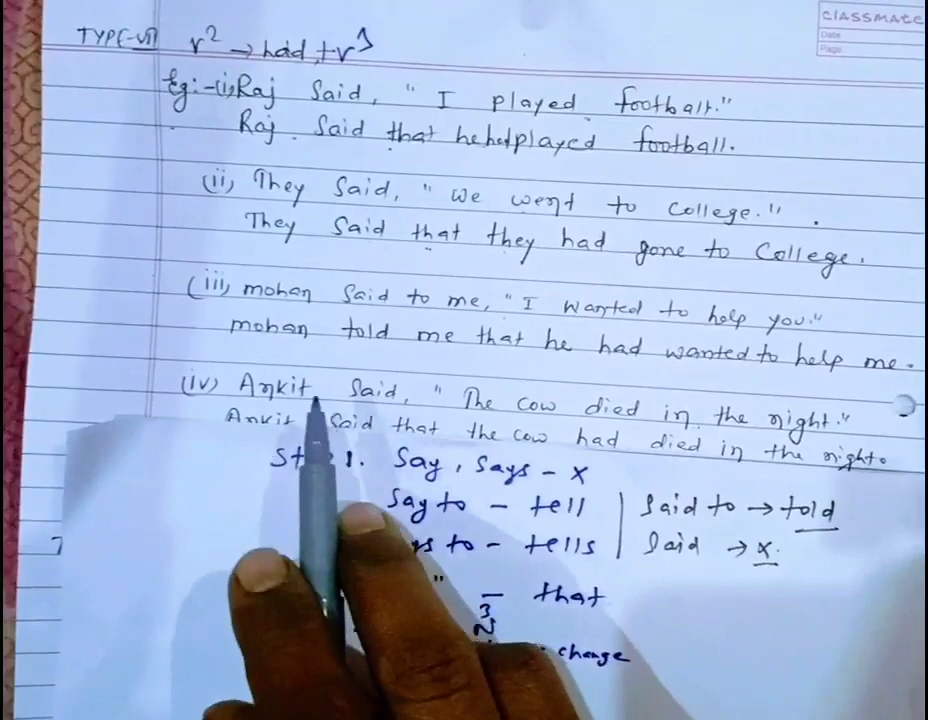 classmate
Date
Page
TYPE-VII V² → had + V³
Eg:-(i) Raj said, "I played football."
Raj said that he had played football.
(ii) They said, "We went to college."
They said that they had gone to college.
(iii) mohan said to me, "I wanted to help you."
mohan told me that he had wanted to help me.
(iv) Ankit said, "The cow died in the night."
Ankit said that the cow had died in the night.
1. Say, Says - x
Say to - tell | Said to → told
to - tells | Said → x
" " - that
change